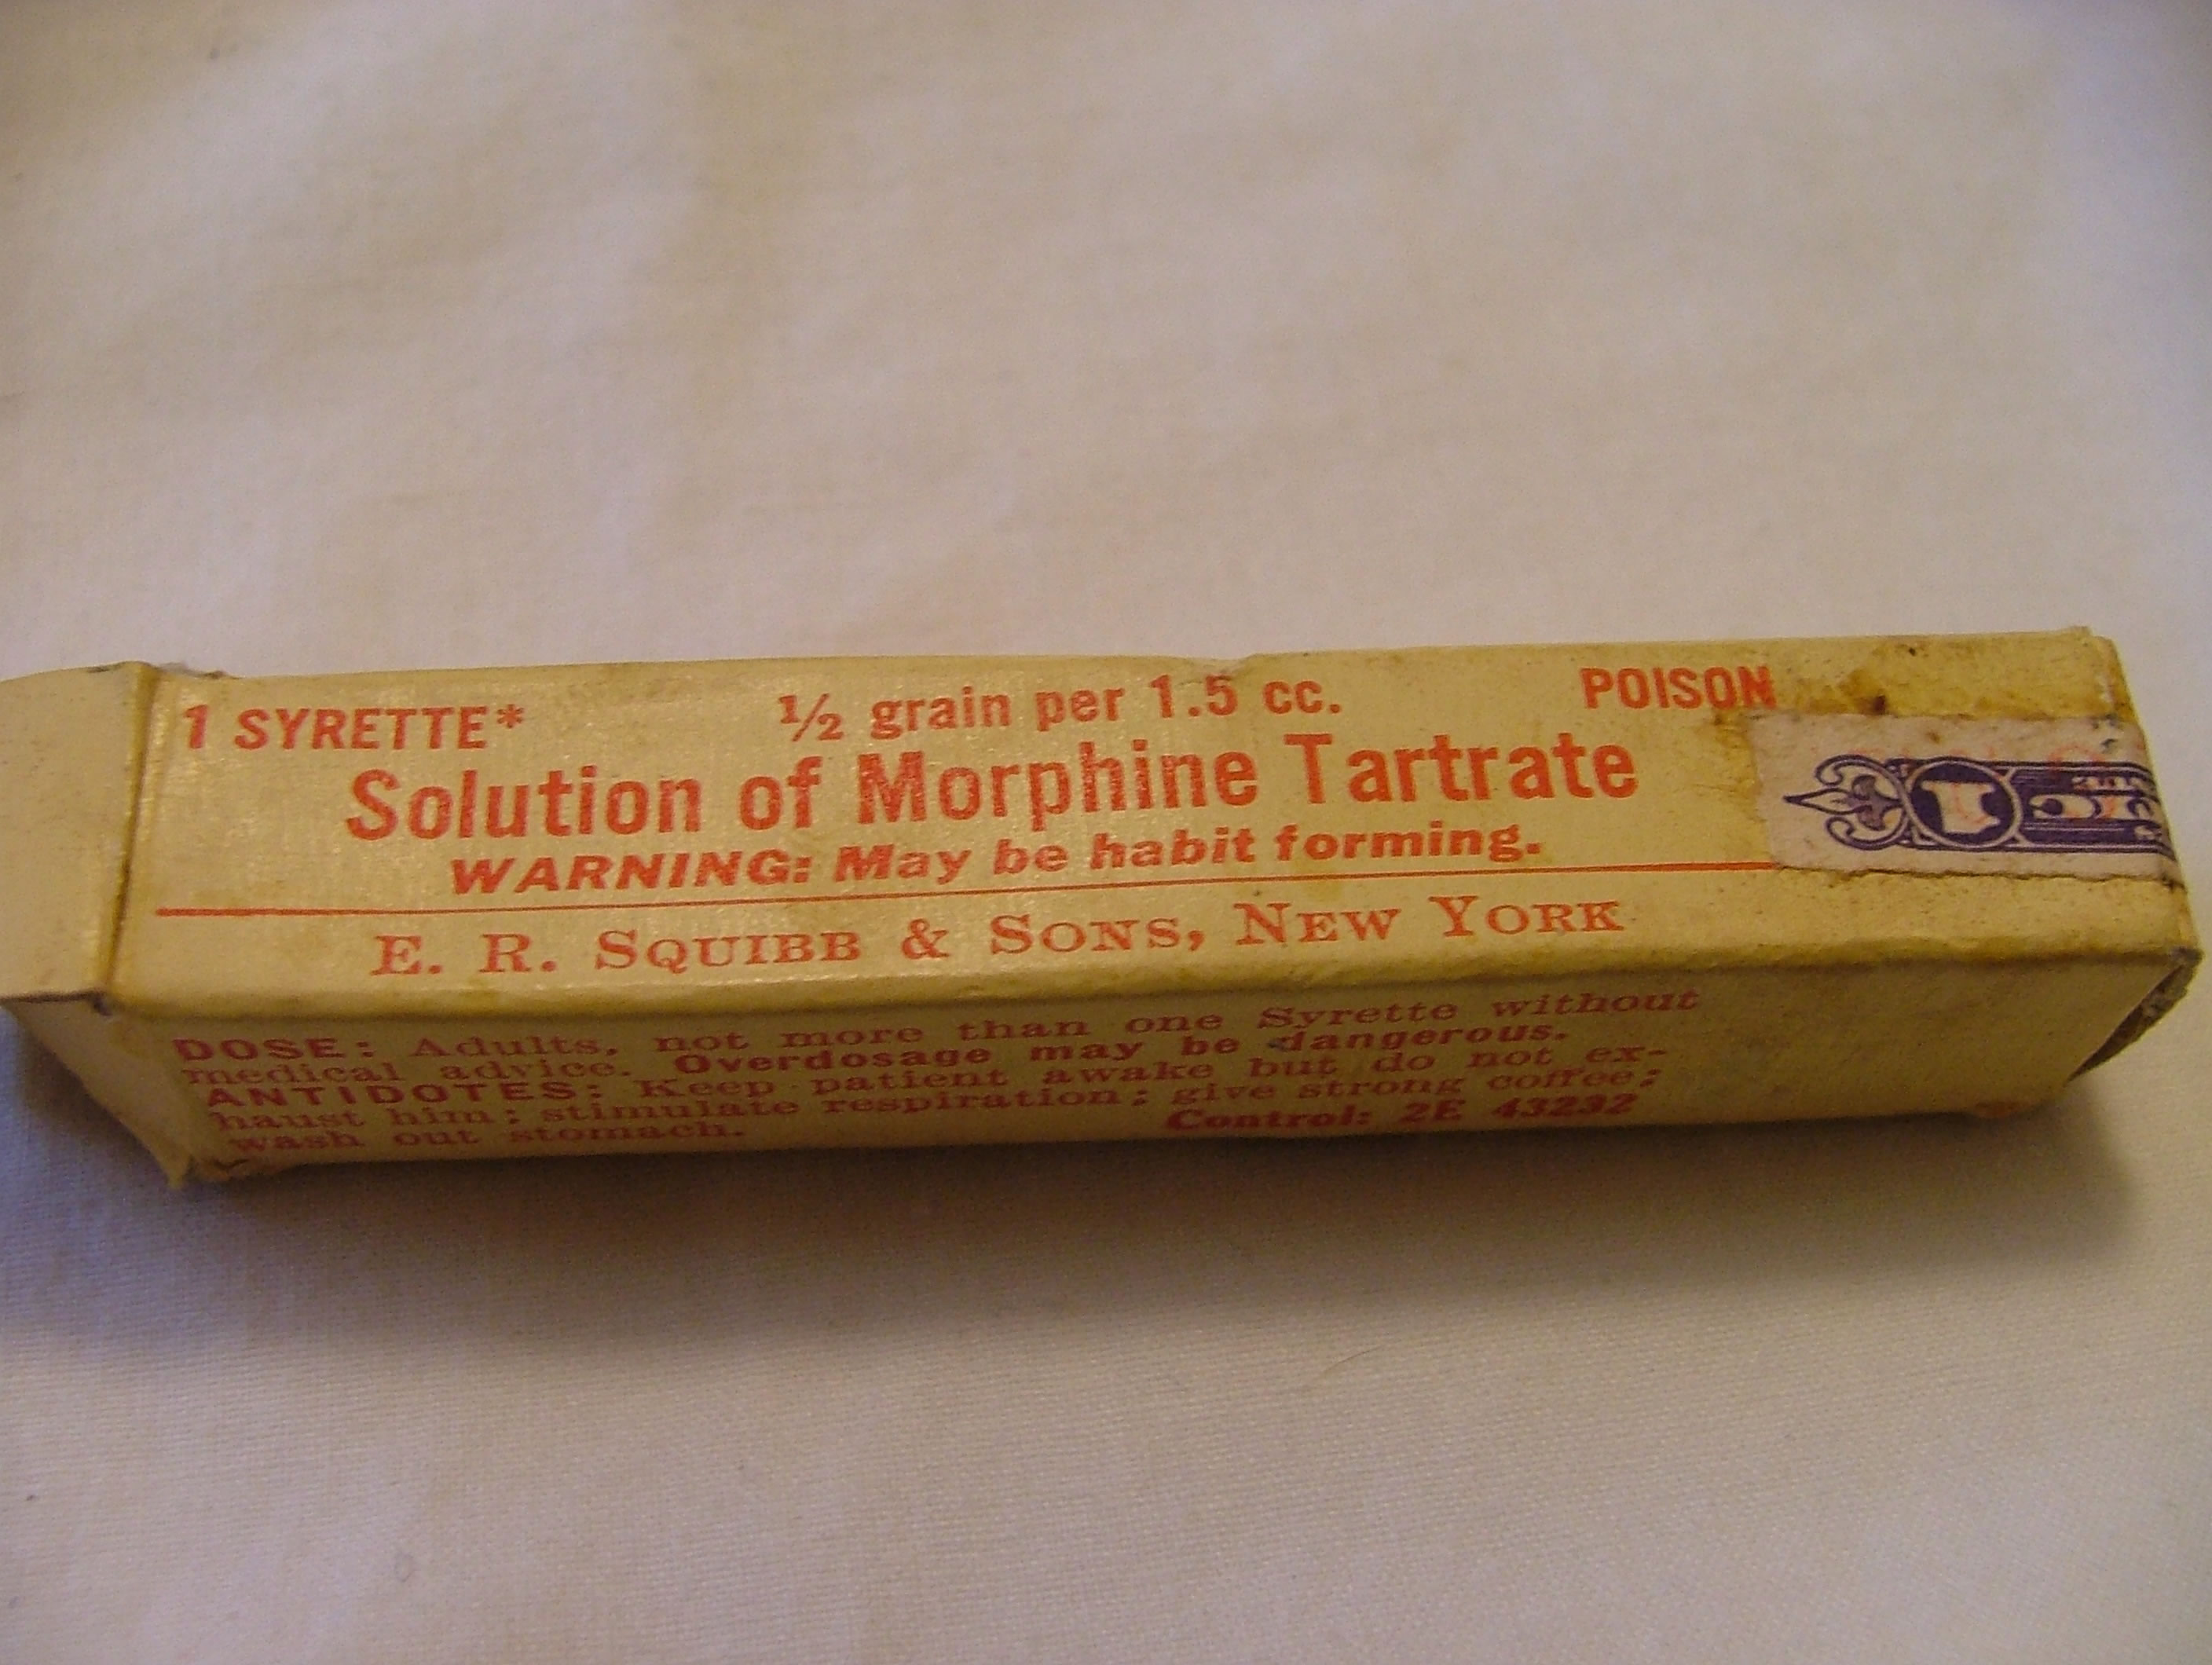 1 SYRETTE* ½ grain per 1.5 cc. POISON
Solution of Morphine Tartrate
WARNING: May be habit forming.
E. R. SQUIBB & SONS, NEW YORK
DOSE: Adults, not more than one Syrette without
medical advice. Overdosage may be dangerous.
ANTIDOTES: Keep patient awake but do not ex-
haust him; stimulate respiration; give strong coffee;
wash out stomach. Control: 2E 43232